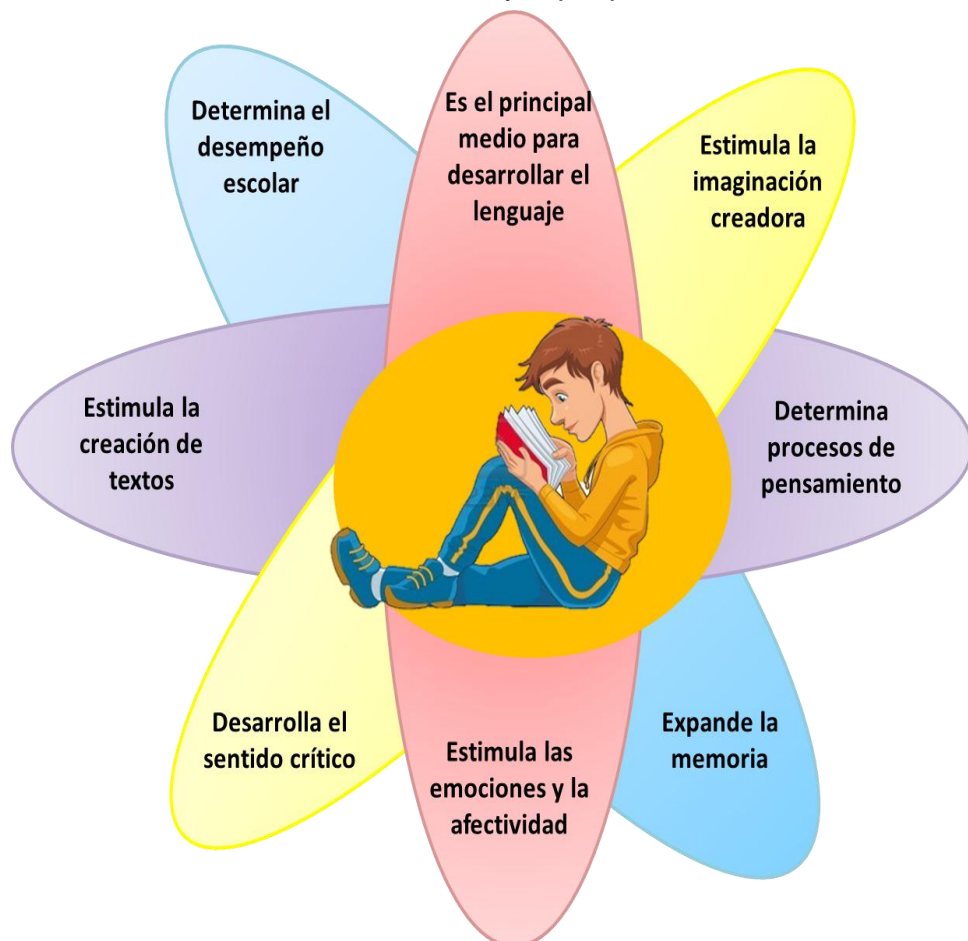 Es el principal
medio para
desarrollar el
lenguaje
Estimula la
imaginación
creadora
Determina
procesos de
pensamiento
Expande la
memoria
Estimula las
emociones y la
afectividad
Desarrolla el
sentido crítico
Estimula la
creación de
textos
Determina el
desempeño
escolar